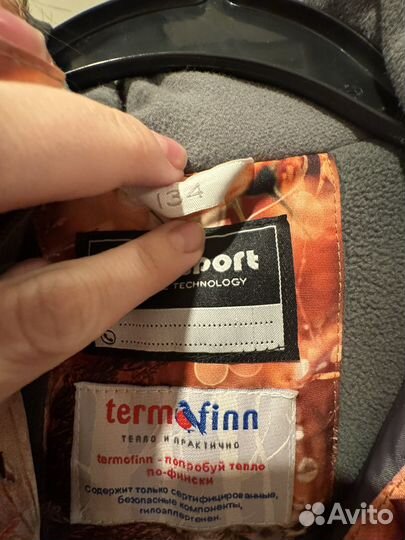 134
sport
TECHNOLOGY
termofinn
ТЕПЛО И ПРАКТИЧНО
termofinn - попробуй тепло
по-фински
Содержит только сертифицированные,
безопасные компоненты,
гипоаллергенен.
Avito